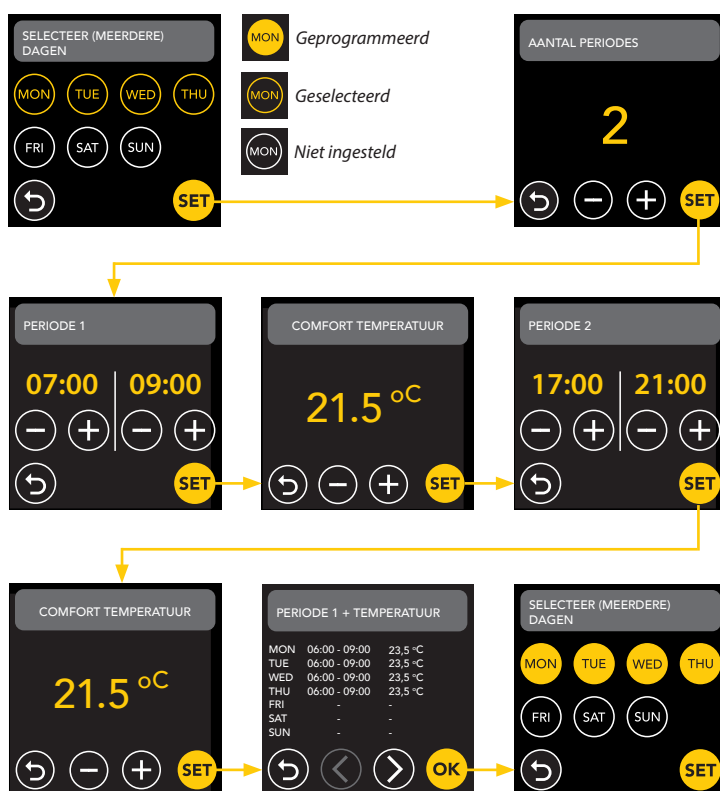 SELECTEER (MEERDERE)
DAGEN
MON TUE WED THU
FRI SAT SUN
SET
MON Geprogrammeerd
MON Geselecteerd
MON Niet ingesteld
AANTAL PERIODES
2
SET
PERIODE 1
07:00 09:00
SET
COMFORT TEMPERATUUR
21.5 °C
SET
PERIODE 2
17:00 21:00
SET
COMFORT TEMPERATUUR
21.5 °C
SET
PERIODE 1 + TEMPERATUUR
MON 06:00 - 09:00 23,5 °C
TUE 06:00 - 09:00 23,5 °C
WED 06:00 - 09:00 23,5 °C
THU 06:00 - 09:00 23,5 °C
FRI - -
SAT - -
SUN - -
OK
SELECTEER (MEERDERE)
DAGEN
MON TUE WED THU
FRI SAT SUN
SET